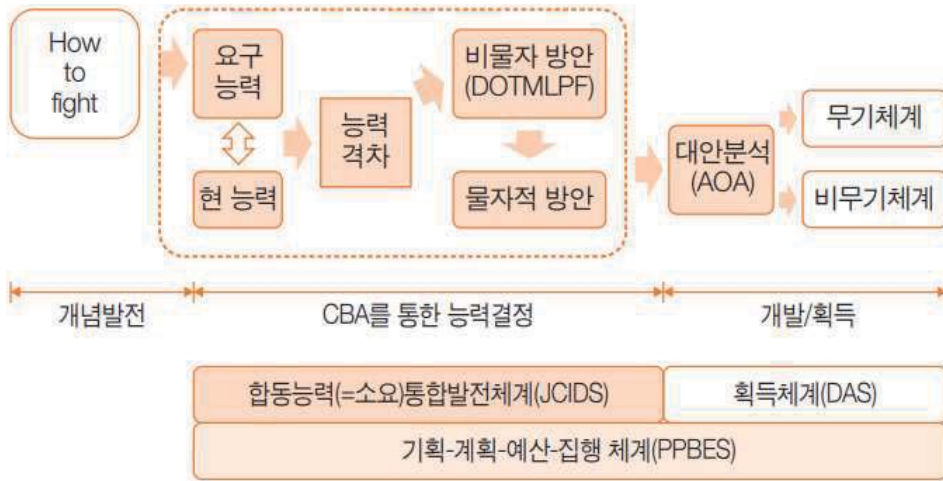 How
to
fight
요구
능력
현 능력
능력
격차
비물자 방안
(DOTMLPF)
물자적 방안
대안분석
(AOA)
무기체계
비무기체계
개념발전
CBA를 통한 능력결정
개발/획득
합동능력(=소요)통합발전체계(JCIDS)
획득체계(DAS)
기획-계획-예산-집행 체계(PPBES)